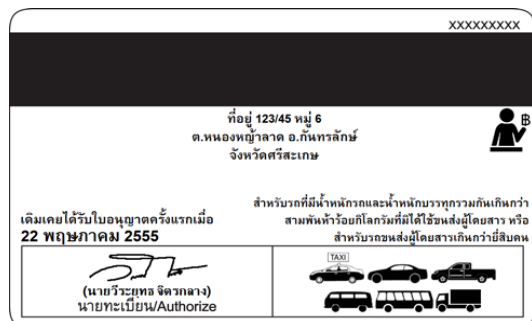 XXXXXXXXX
ที่อยู่ 123/45 หมู่ 6
ต.หนองหญ้าลาด อ.กันทรลักษ์
จังหวัดศรีสะเกษ
฿
สำหรับรถที่มีน้ำหนักรถและน้ำหนักบรรทุกรวมกันเกินกว่า
สามพันห้าร้อยกิโลกรัมที่มิได้ใช้ขนส่งผู้โดยสาร หรือ
สำหรับรถขนส่งผู้โดยสารเกินกว่ายี่สิบคน
เดิมเคยได้รับใบอนุญาตครั้งแรกเมื่อ
22 พฤษภาคม 2555
(นายวีระยุทธ จิตรกลาง)
นายทะเบียน/Authorize
TAXI